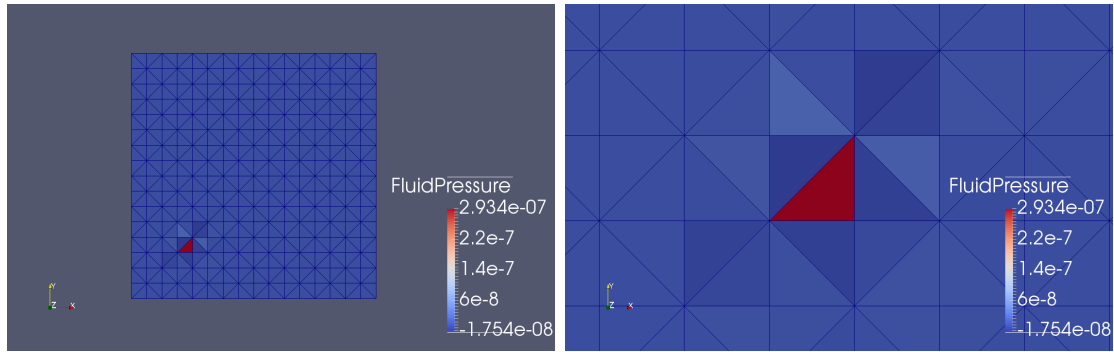 FluidPressure
2.934e-07
2.2e-7
1.4e-7
6e-8
-1.754e-08
Y
Z X
FluidPressure
2.934e-07
2.2e-7
1.4e-7
6e-8
-1.754e-08
Y
Z X